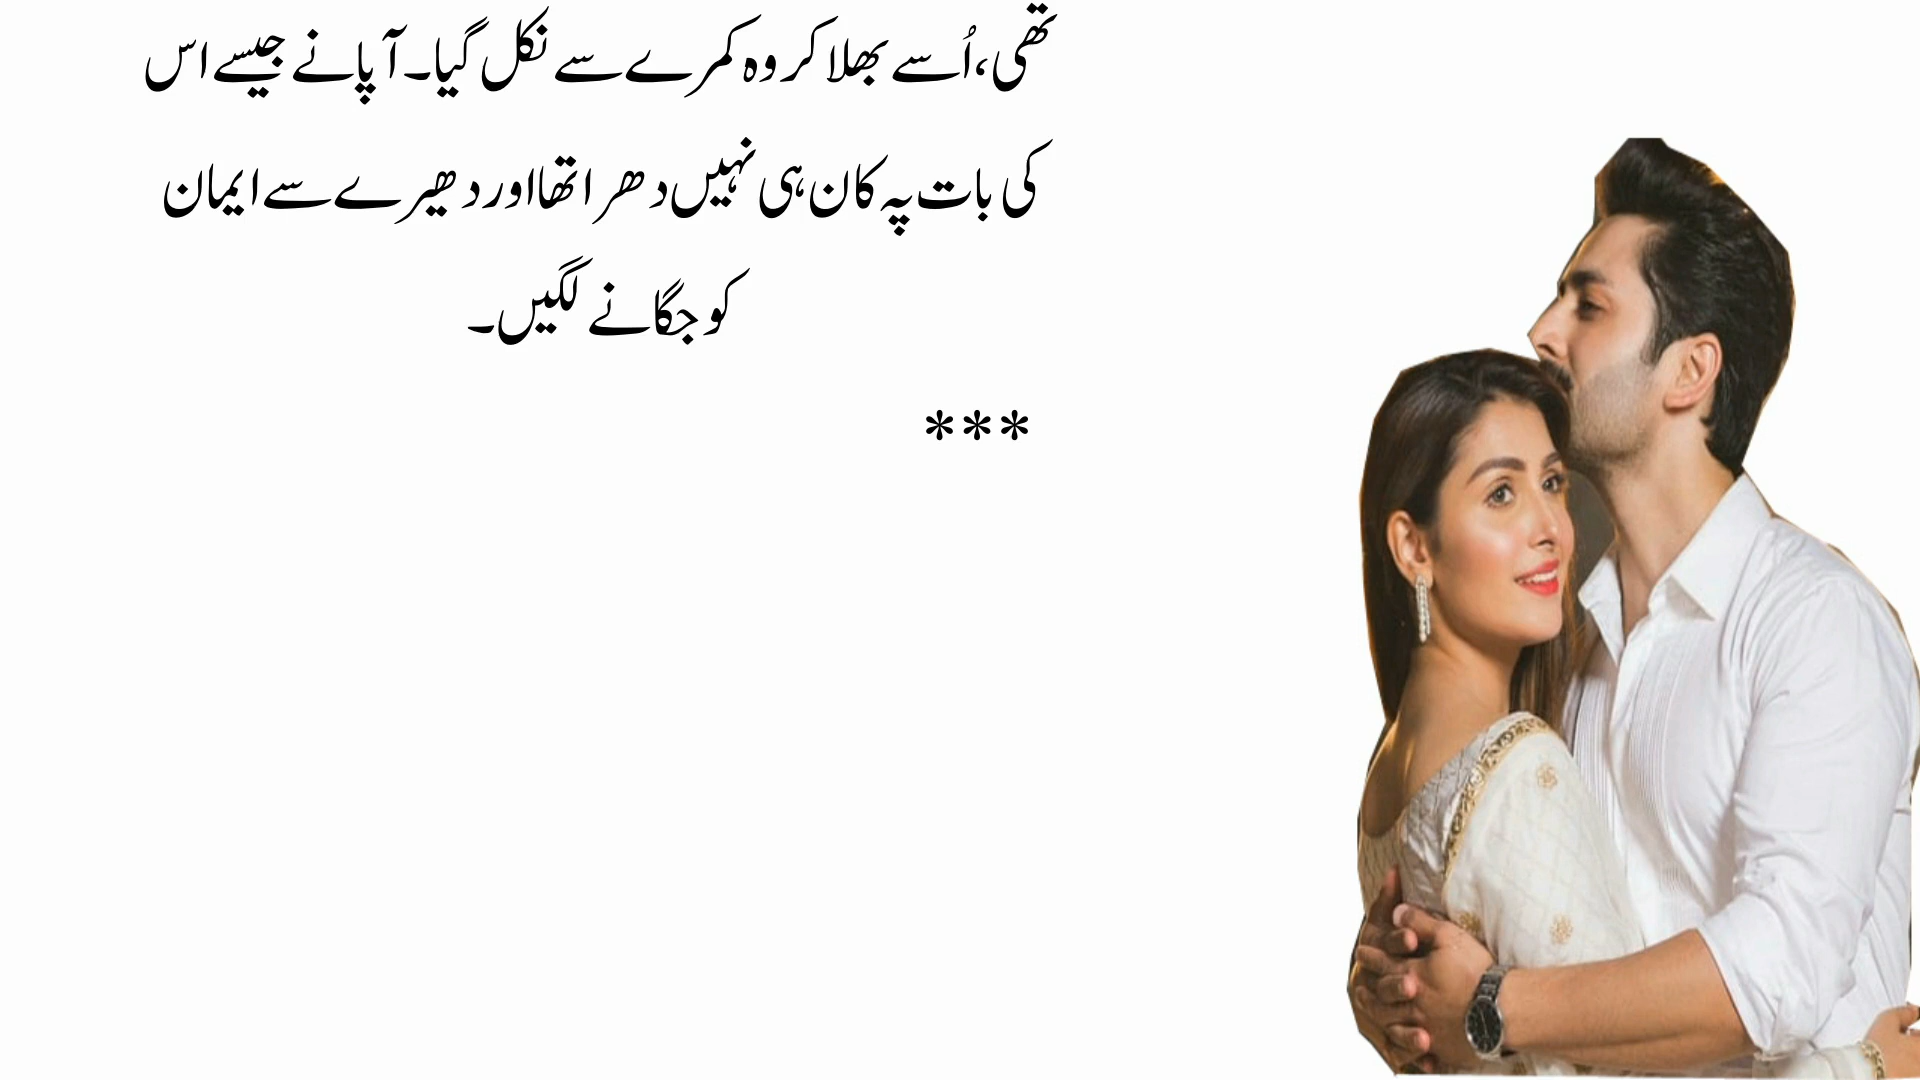 تھی،اُسے بھلا کر وہ کمرے سے نکل گیا۔ آپا نے جیسے اس
کی بات پہ کان ہی نہیں دھرا تھا اور دھیرے سے ایمان
کو جگانے لگیں۔
***